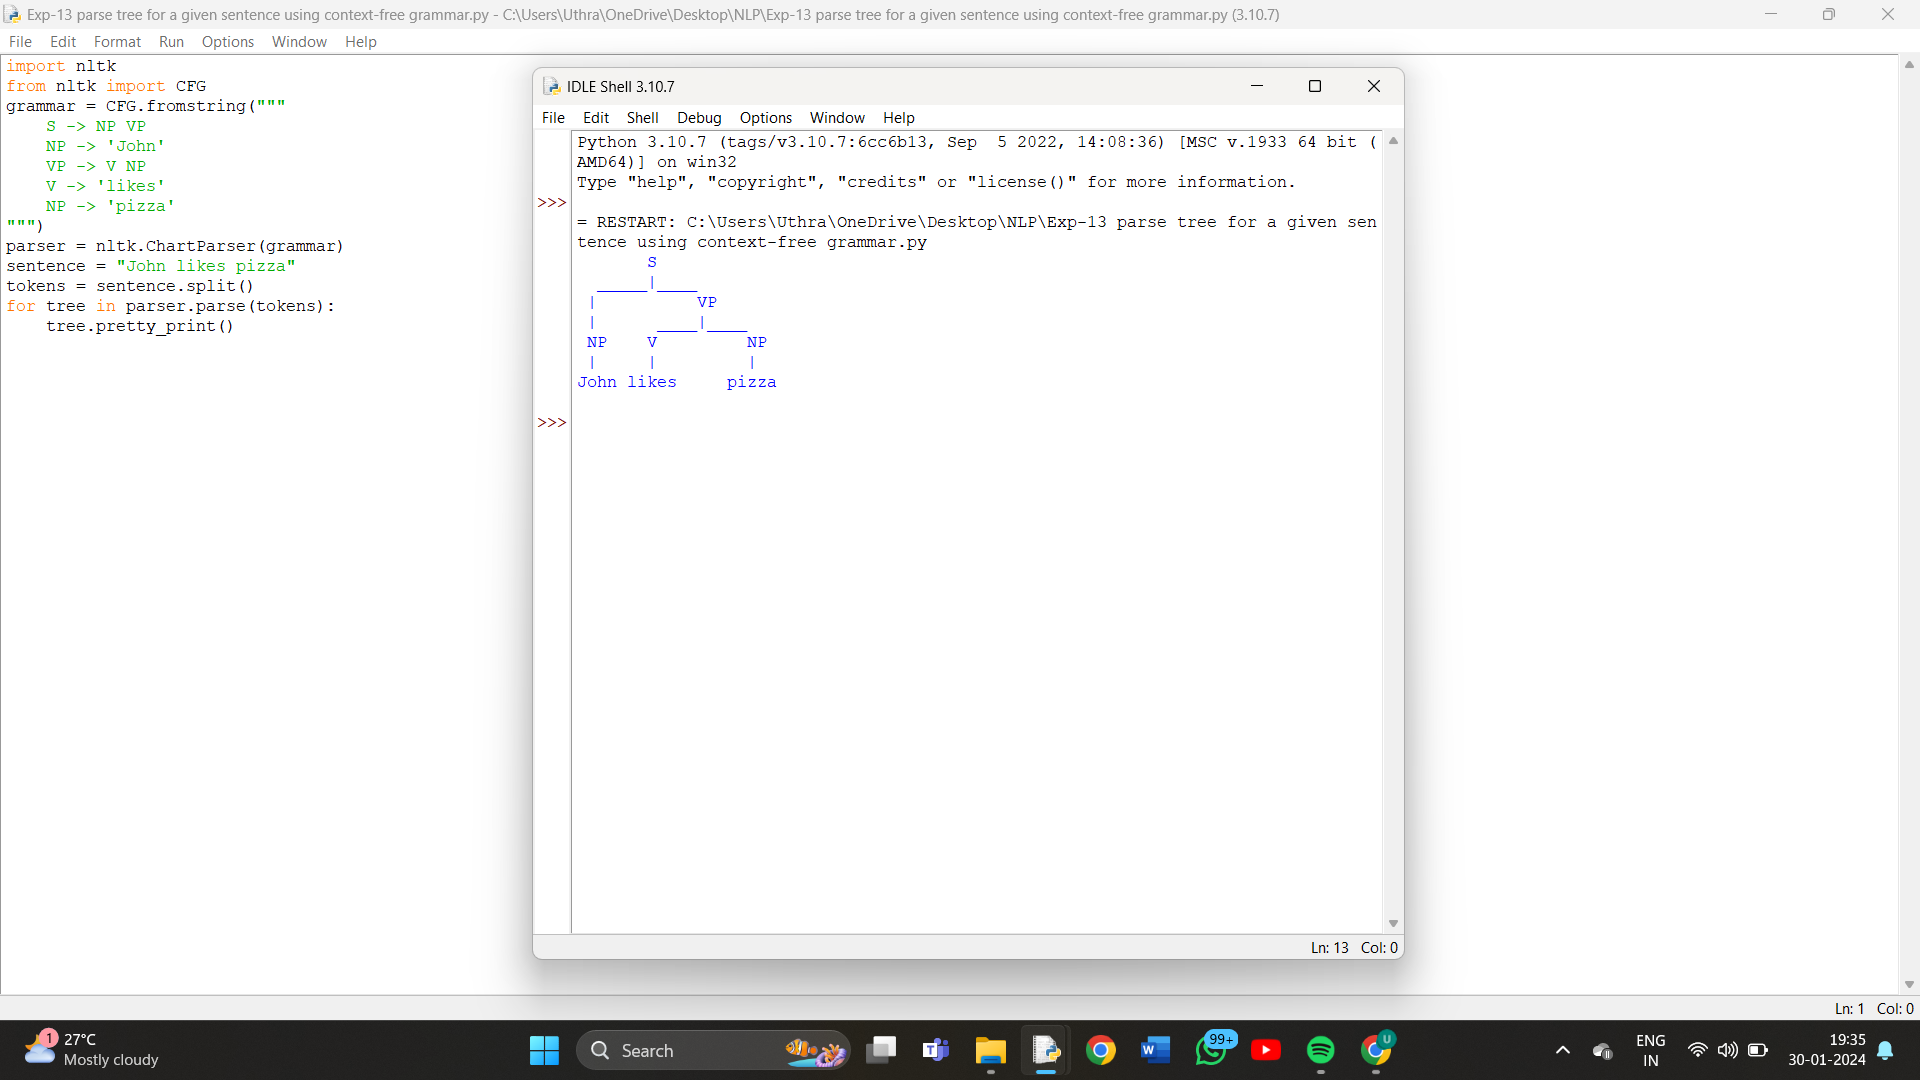 Exp-13 parse tree for a given sentence using context-free grammar.py - C:\Users\Uthra\OneDrive\Desktop\NLP\Exp-13 parse tree for a given sentence using context-free grammar.py (3.10.7)
File Edit Format Run Options Window Help
import nltk
from nltk import CFG
grammar = CFG.fromstring("""
    S -> NP VP
    NP -> 'John'
    VP -> V NP
    V -> 'likes'
    NP -> 'pizza'
""")
parser = nltk.ChartParser(grammar)
sentence = "John likes pizza"
tokens = sentence.split()
for tree in parser.parse(tokens):
    tree.pretty_print()
IDLE Shell 3.10.7
File Edit Shell Debug Options Window Help
Python 3.10.7 (tags/v3.10.7:6cc6b13, Sep  5 2022, 14:08:36) [MSC v.1933 64 bit (
AMD64)] on win32
Type "help", "copyright", "credits" or "license()" for more information.
>>>
= RESTART: C:\Users\Uthra\OneDrive\Desktop\NLP\Exp-13 parse tree for a given sen
tence using context-free grammar.py
       S
  _____|____
 |          VP
 |      ____|____
 NP    V         NP
 |     |         |
John likes     pizza
>>>
Ln: 13 Col: 0
Ln: 1 Col: 0
1
27°C
Mostly cloudy
Search
99+
U
ENG
IN
19:35
30-01-2024